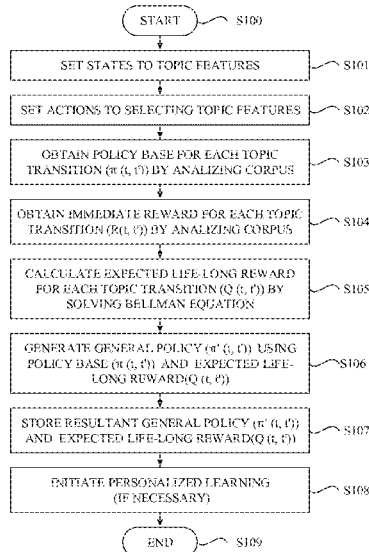 START
S100
SET STATES TO TOPIC FEATURES
S101
SET ACTIONS TO SELECTING TOPIC FEATURES
S102
OBTAIN POLICY BASE FOR EACH TOPIC
TRANSITION (π (t, t')) BY ANALIZING CORPUS
S103
OBTAIN IMMEDIATE REWARD FOR EACH TOPIC
TRANSITION (R(t, t')) BY ANALIZING CORPUS
S104
CALCULATE EXPECTED LIFE-LONG REWARD
FOR EACH TOPIC TRANSITION (Q (t, t')) BY
SOLVING BELLMAN EQUATION
S105
GENERATE GENERAL POLICY (π' (t, t')) USING
POLICY BASE (π (t, t')) AND EXPECTED LIFE-
LONG REWARD(Q (t, t'))
S106
STORE RESULTANT GENERAL POLICY (π' (t, t'))
AND EXPECTED LIFE-LONG REWARD(Q (t, t'))
S107
INITIATE PERSONALIZED LEARNING
(IF NECESSARY)
S108
END
S109